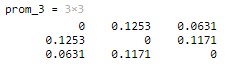 prom_3 = 3×3
0 0.1253 0.0631
0.1253 0 0.1171
0.0631 0.1171 0